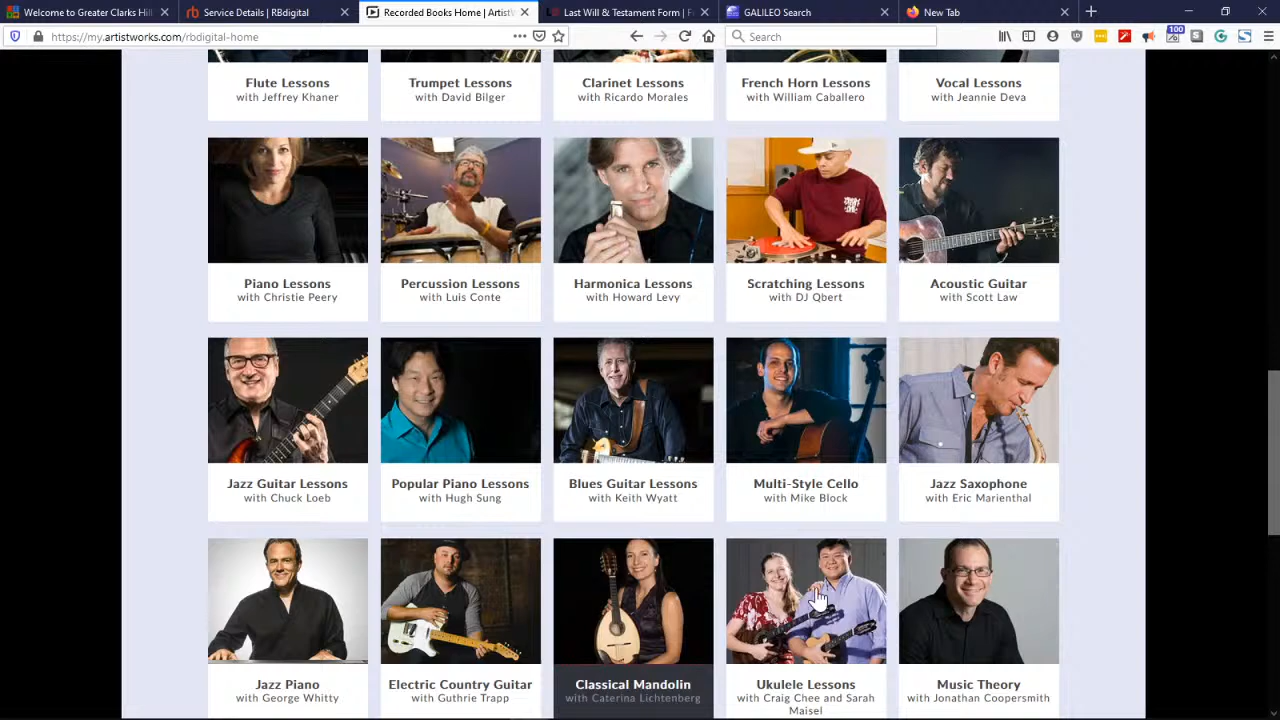 Welcome to Greater Clarks Hill
Service Details | RBdigital
Recorded Books Home | ArtistW
Last Will & Testament Form | F
GALILEO Search
New Tab
https://my.artistworks.com/rbdigital-home
Search
100
Flute Lessons
with Jeffrey Khaner
Trumpet Lessons
with David Bilger
Clarinet Lessons
with Ricardo Morales
French Horn Lessons
with William Caballero
Vocal Lessons
with Jeannie Deva
Piano Lessons
with Christie Peery
Percussion Lessons
with Luis Conte
Harmonica Lessons
with Howard Levy
Scratching Lessons
with DJ Qbert
Acoustic Guitar
with Scott Law
Jazz Guitar Lessons
with Chuck Loeb
Popular Piano Lessons
with Hugh Sung
Blues Guitar Lessons
with Keith Wyatt
Multi-Style Cello
with Mike Block
Jazz Saxophone
with Eric Marienthal
Jazz Piano
with George Whitty
Electric Country Guitar
with Guthrie Trapp
Classical Mandolin
with Caterina Lichtenberg
Ukulele Lessons
with Craig Chee and Sarah
Maisel
Music Theory
with Jonathan Coopersmith